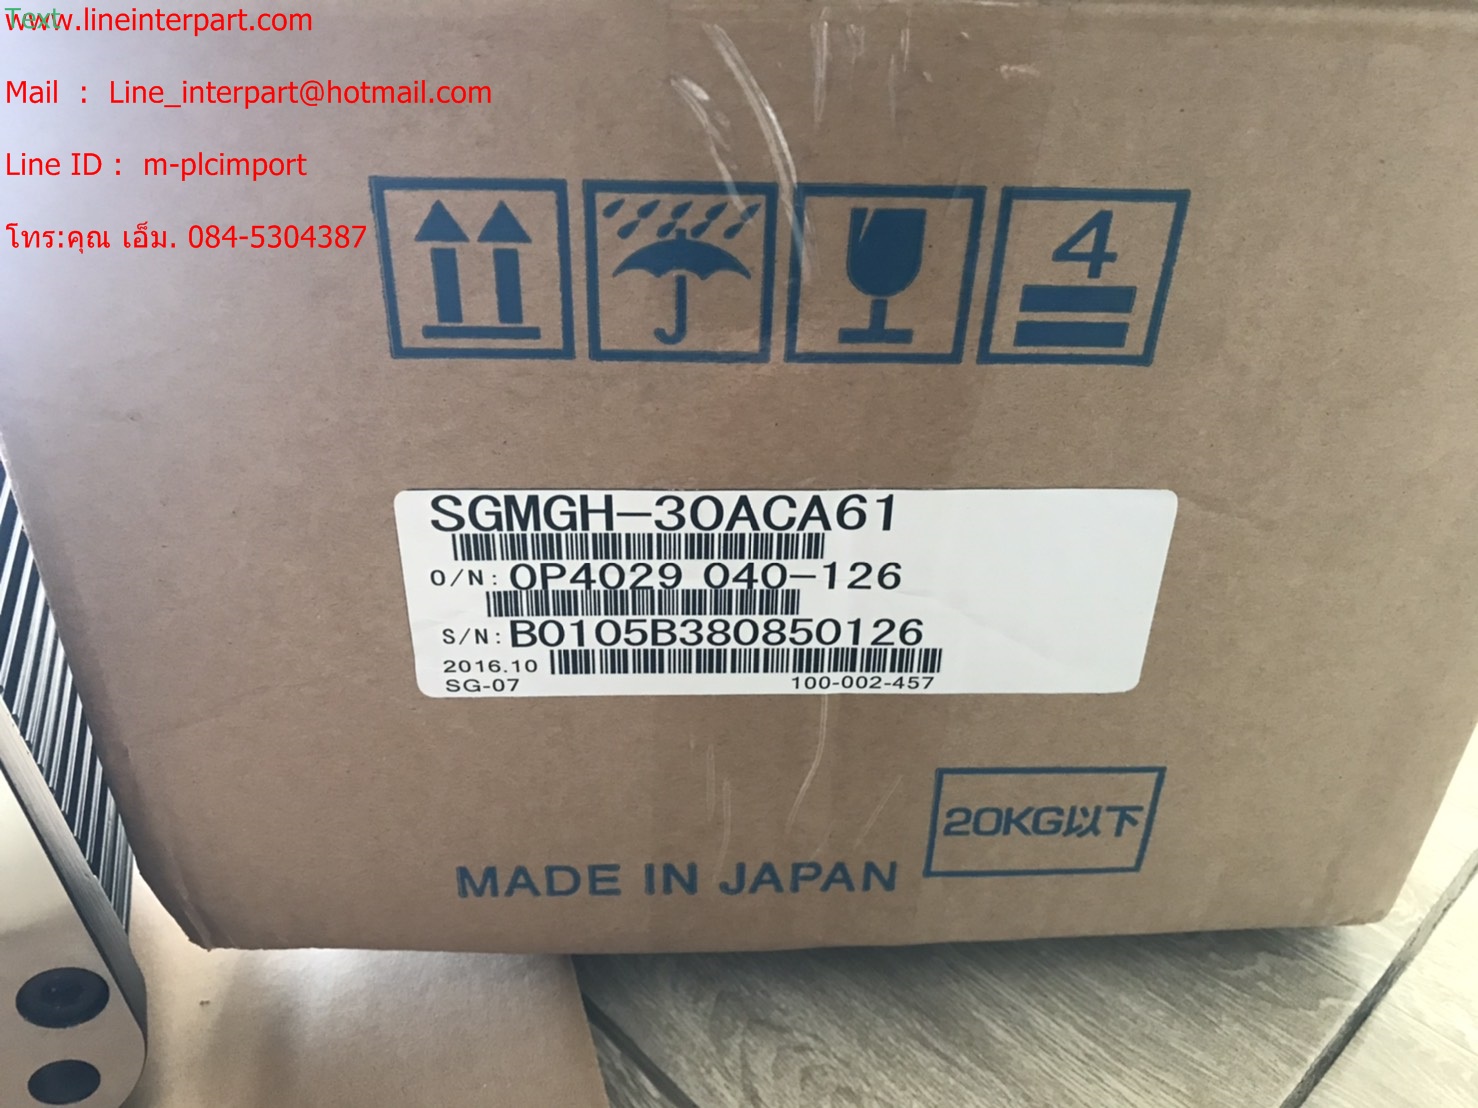 Text
www.lineinterpart.com
Mail : Line_interpart@hotmail.com
Line ID : m-plcimport
โทร:คุณ เอ็ม. 084-5304387
4
SGMGH-30ACA61
O/N: OP4029 040-126
S/N: B0105B380850126
2016.10
SG-07 100-002-457
20KG以下
MADE IN JAPAN